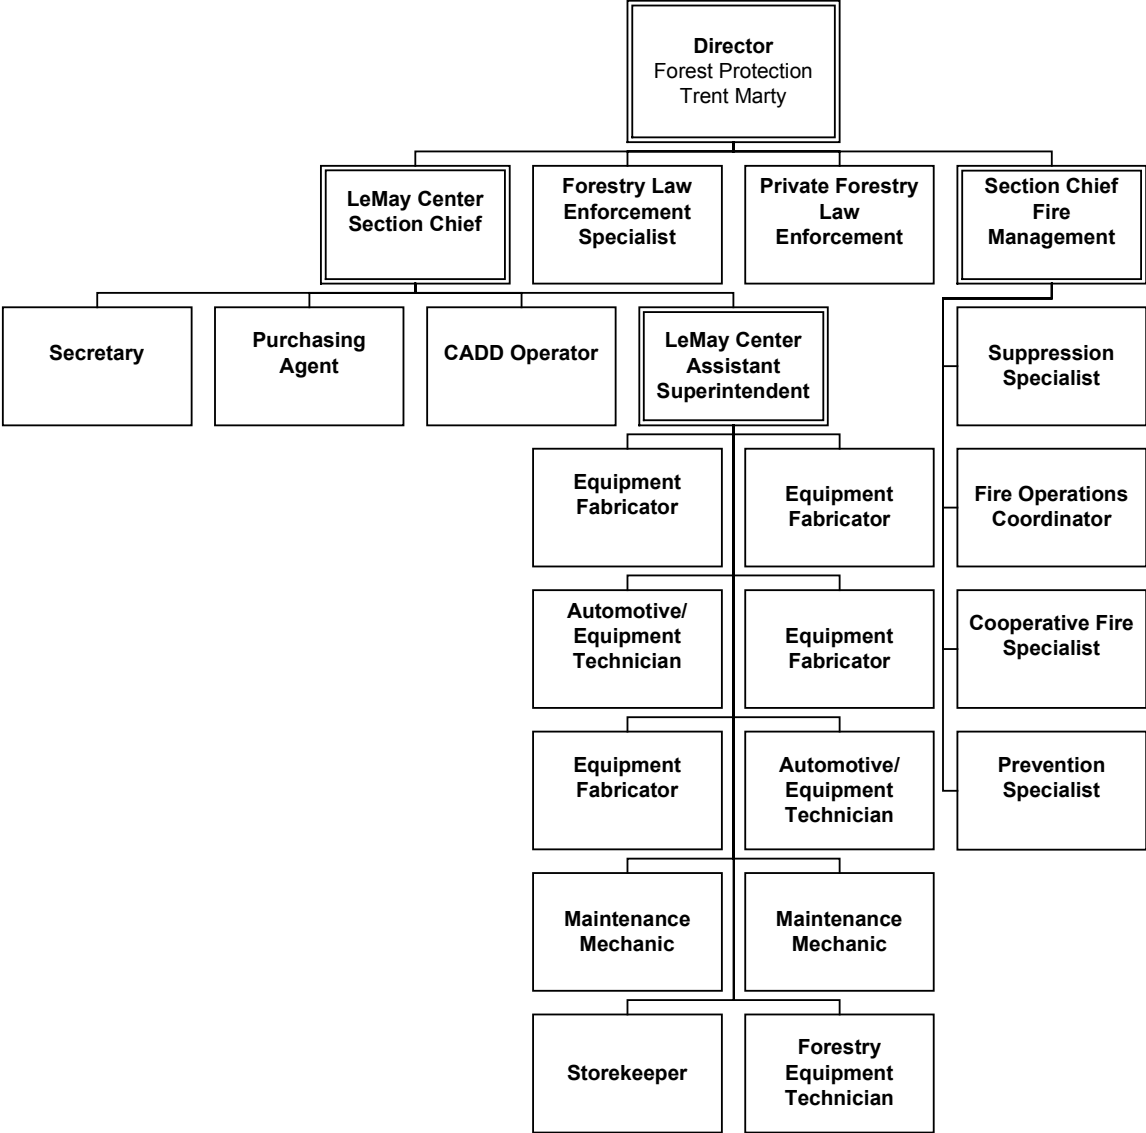 Director
Forest Protection
Trent Marty
LeMay Center
Section Chief
Forestry Law
Enforcement
Specialist
Private Forestry
Law
Enforcement
Section Chief
Fire
Management
Secretary
Purchasing
Agent
CADD Operator
LeMay Center
Assistant
Superintendent
Suppression
Specialist
Equipment
Fabricator
Equipment
Fabricator
Fire Operations
Coordinator
Automotive/
Equipment
Technician
Equipment
Fabricator
Cooperative Fire
Specialist
Equipment
Fabricator
Automotive/
Equipment
Technician
Prevention
Specialist
Maintenance
Mechanic
Maintenance
Mechanic
Storekeeper
Forestry
Equipment
Technician